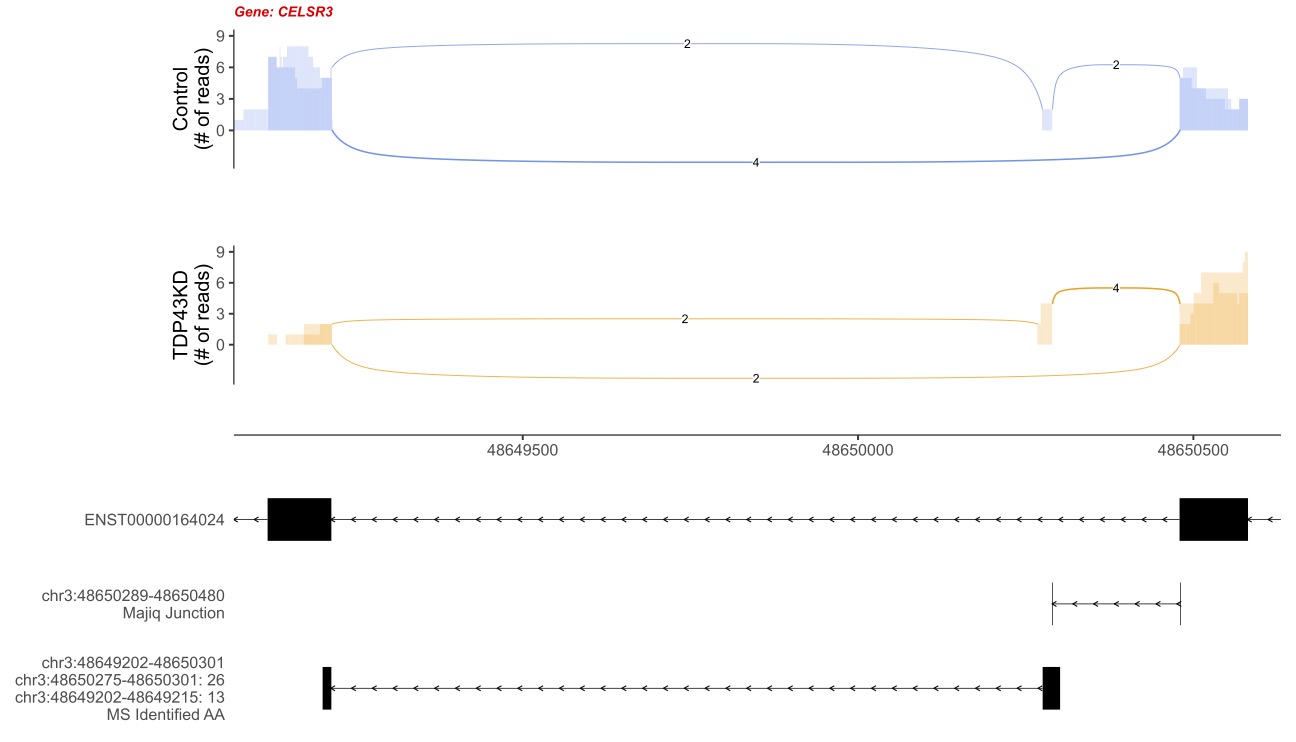 Gene: CELSR3
Control
(# of reads)
9
6
3
0
2
2
4
TDP43KD
(# of reads)
9
6
3
0
4
2
2
48649500
48650000
48650500
ENST00000164024
chr3:48650289-48650480
Majiq Junction
chr3:48649202-48650301
chr3:48650275-48650301: 26
chr3:48649202-48649215: 13
MS Identified AA